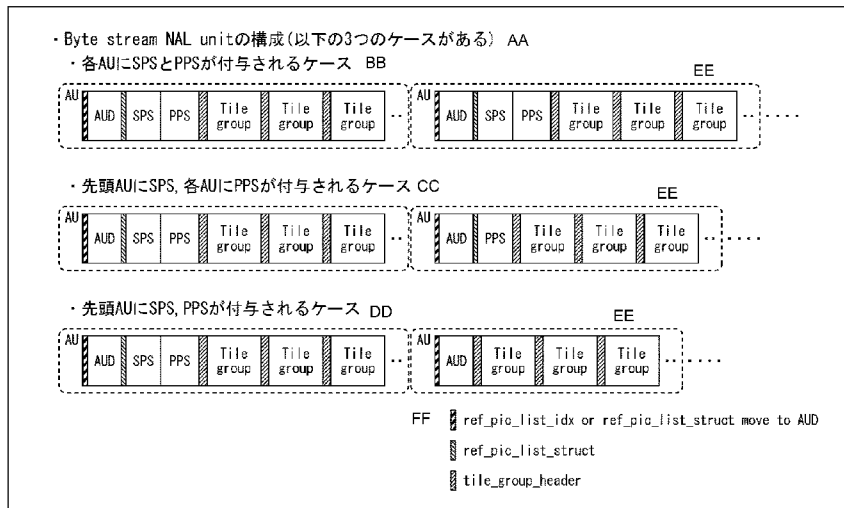 ・Byte stream NAL unitの構成(以下の3つのケースがある) AA
・各AUにSPSとPPSが付与されるケース BB
EE
AU AUD SPS PPS Tile group Tile group Tile group ‥ AU AUD SPS PPS Tile group Tile group Tile group ‥ ‥‥
・先頭AUにSPS, 各AUにPPSが付与されるケース CC
EE
AU AUD SPS PPS Tile group Tile group Tile group ‥ AU AUD PPS Tile group Tile group Tile group ‥ ‥‥
・先頭AUにSPS, PPSが付与されるケース DD
EE
AU AUD SPS PPS Tile group Tile group Tile group ‥ AU AUD Tile group Tile group Tile group ‥‥‥
FF ref_pic_list_idx or ref_pic_list_struct move to AUD
ref_pic_list_struct
tile_group_header